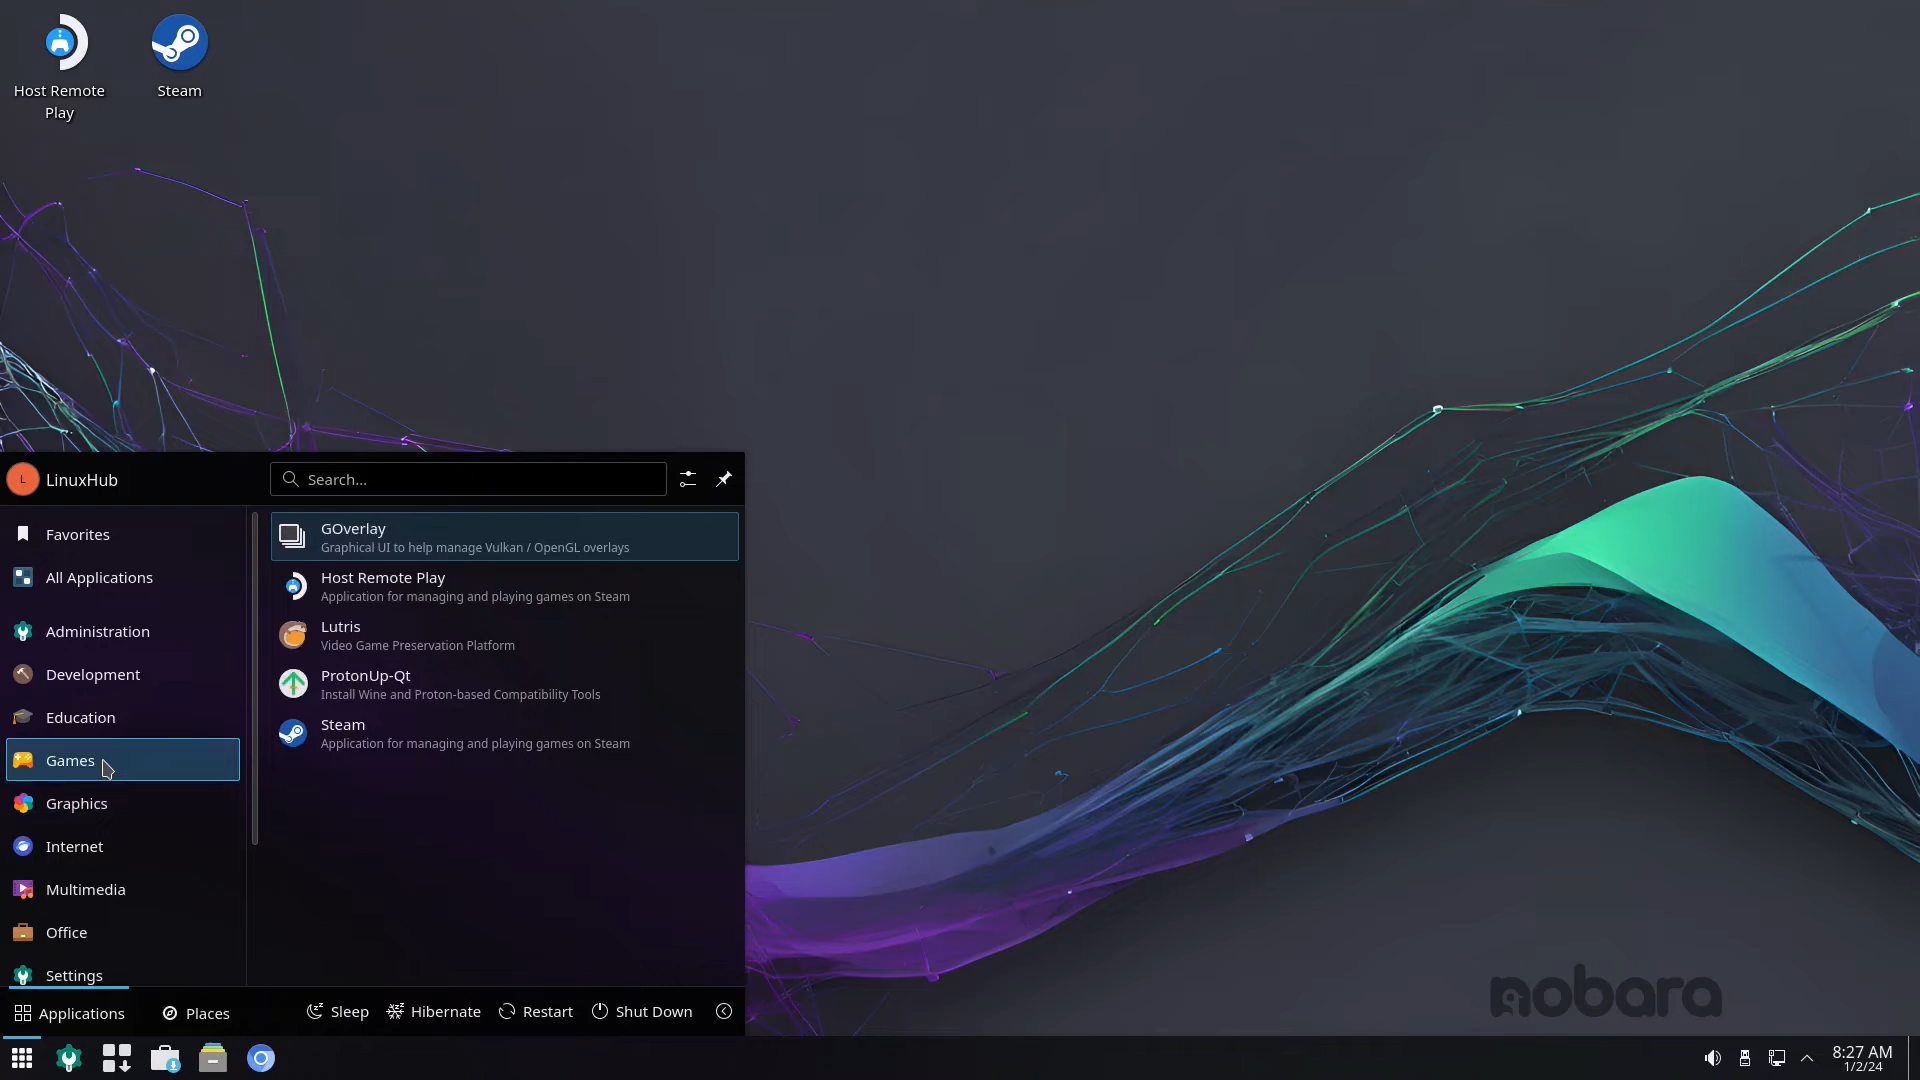 Host Remote
Play
Steam
LinuxHub
Search...
Favorites
All Applications
Administration
Development
Education
Games
Graphics
Internet
Multimedia
Office
Settings
GOverlay
Graphical UI to help manage Vulkan / OpenGL overlays
Host Remote Play
Application for managing and playing games on Steam
Lutris
Video Game Preservation Platform
ProtonUp-Qt
Install Wine and Proton-based Compatibility Tools
Steam
Application for managing and playing games on Steam
Applications
Places
Sleep
Hibernate
Restart
Shut Down
nobara
8:27 AM
1/2/24